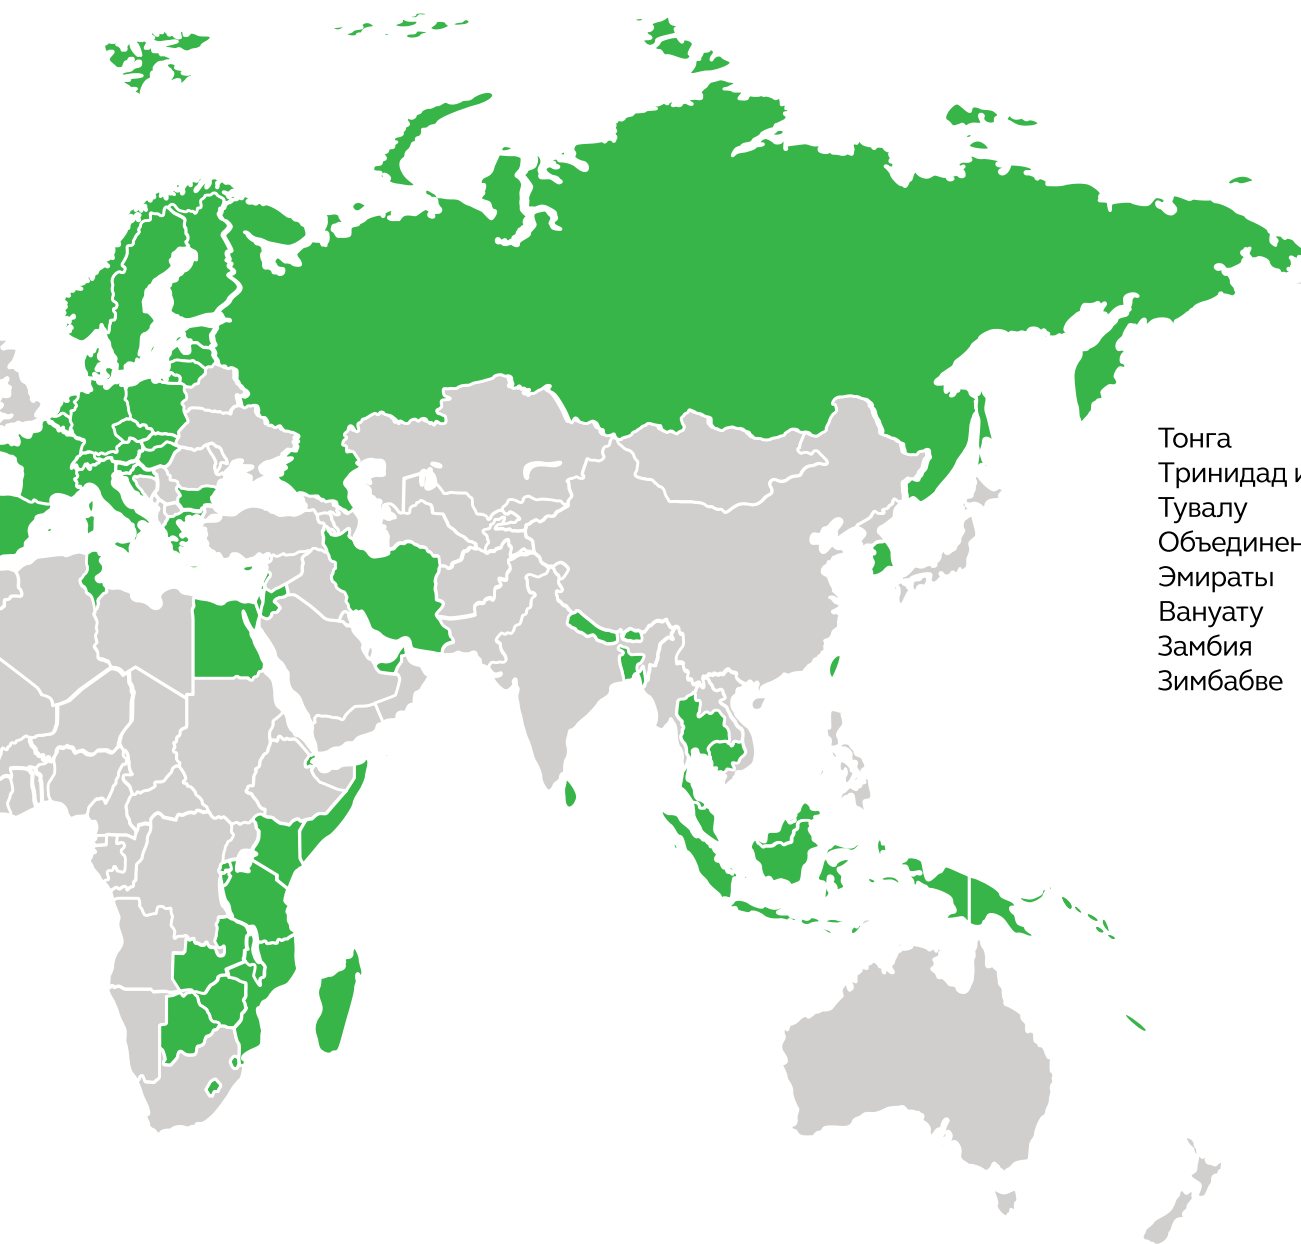 Тонга
Тринидад и
Тувалу
Объединен
Эмираты
Вануату
Замбия
Зимбабве